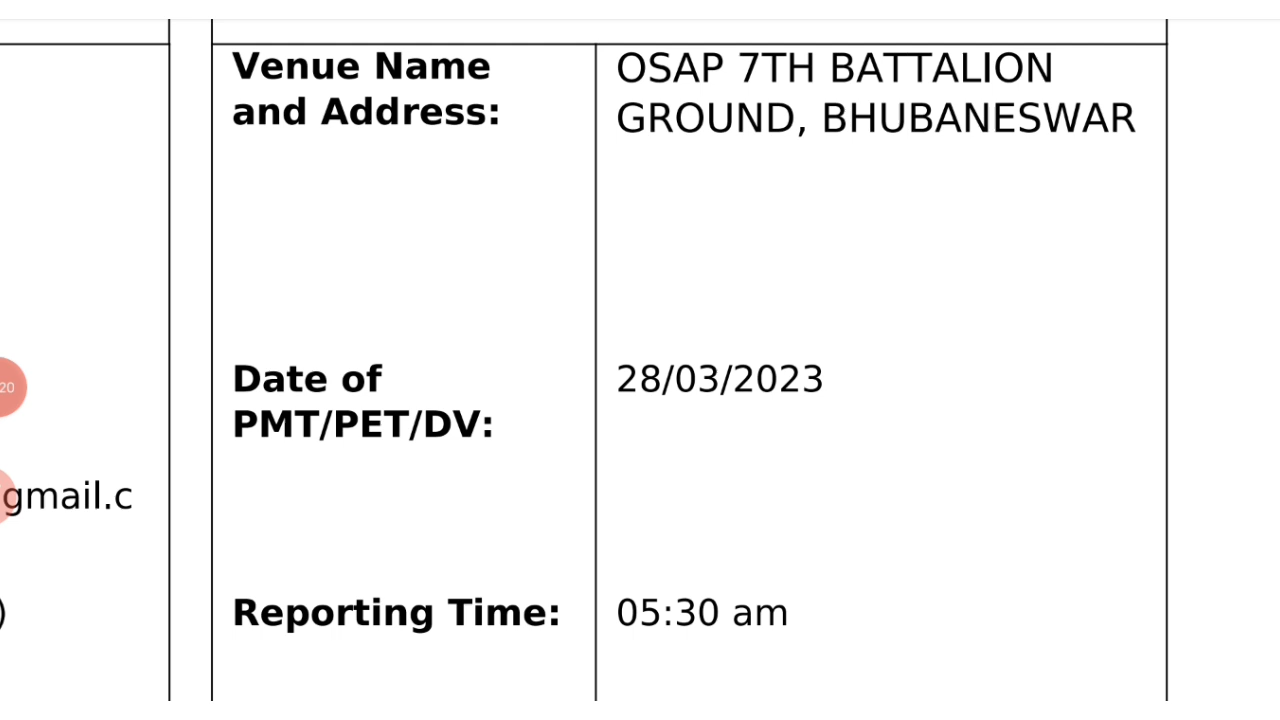 Venue Name
and Address:
OSAP 7TH BATTALION
GROUND, BHUBANESWAR
20
Date of
PMT/PET/DV:
28/03/2023
gmail.c
)
Reporting Time:
05:30 am